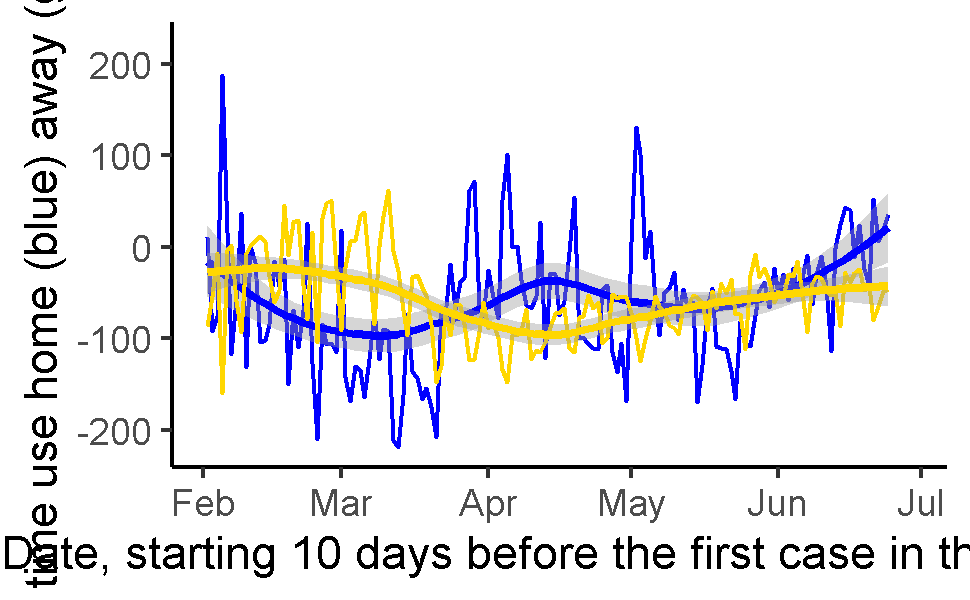 time use home (blue) away (
200
100
0
-100
-200
Feb Mar Apr May Jun Jul
Date, starting 10 days before the first case in th